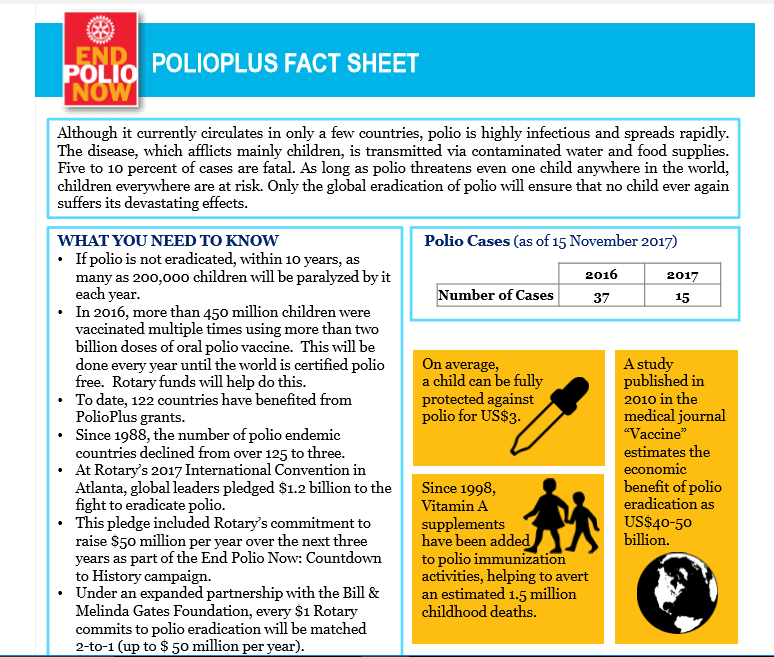 END
POLIO
NOW
POLIOPLUS FACT SHEET
Although it currently circulates in only a few countries, polio is highly infectious and spreads rapidly.
The disease, which afflicts mainly children, is transmitted via contaminated water and food supplies.
Five to 10 percent of cases are fatal. As long as polio threatens even one child anywhere in the world,
children everywhere are at risk. Only the global eradication of polio will ensure that no child ever again
suffers its devastating effects.
WHAT YOU NEED TO KNOW
• If polio is not eradicated, within 10 years, as
many as 200,000 children will be paralyzed by it
each year.
• In 2016, more than 450 million children were
vaccinated multiple times using more than two
billion doses of oral polio vaccine.  This will be
done every year until the world is certified polio
free.  Rotary funds will help do this.
• To date, 122 countries have benefited from
PolioPlus grants.
• Since 1988, the number of polio endemic
countries declined from over 125 to three.
• At Rotary's 2017 International Convention in
Atlanta, global leaders pledged $1.2 billion to the
fight to eradicate polio.
• This pledge included Rotary's commitment to
raise $50 million per year over the next three
years as part of the End Polio Now: Countdown
to History campaign.
• Under an expanded partnership with the Bill &
Melinda Gates Foundation, every $1 Rotary
commits to polio eradication will be matched
2-to-1 (up to $ 50 million per year).
Polio Cases (as of 15 November 2017)
2016 2017
Number of Cases 37 15
On average,
a child can be fully
protected against
polio for US$3.
Since 1998,
Vitamin A
supplements
have been added
to polio immunization
activities, helping to avert
an estimated 1.5 million
childhood deaths.
A study
published in
2010 in the
medical journal
"Vaccine"
estimates the
economic
benefit of polio
eradication as
US$40-50
billion.